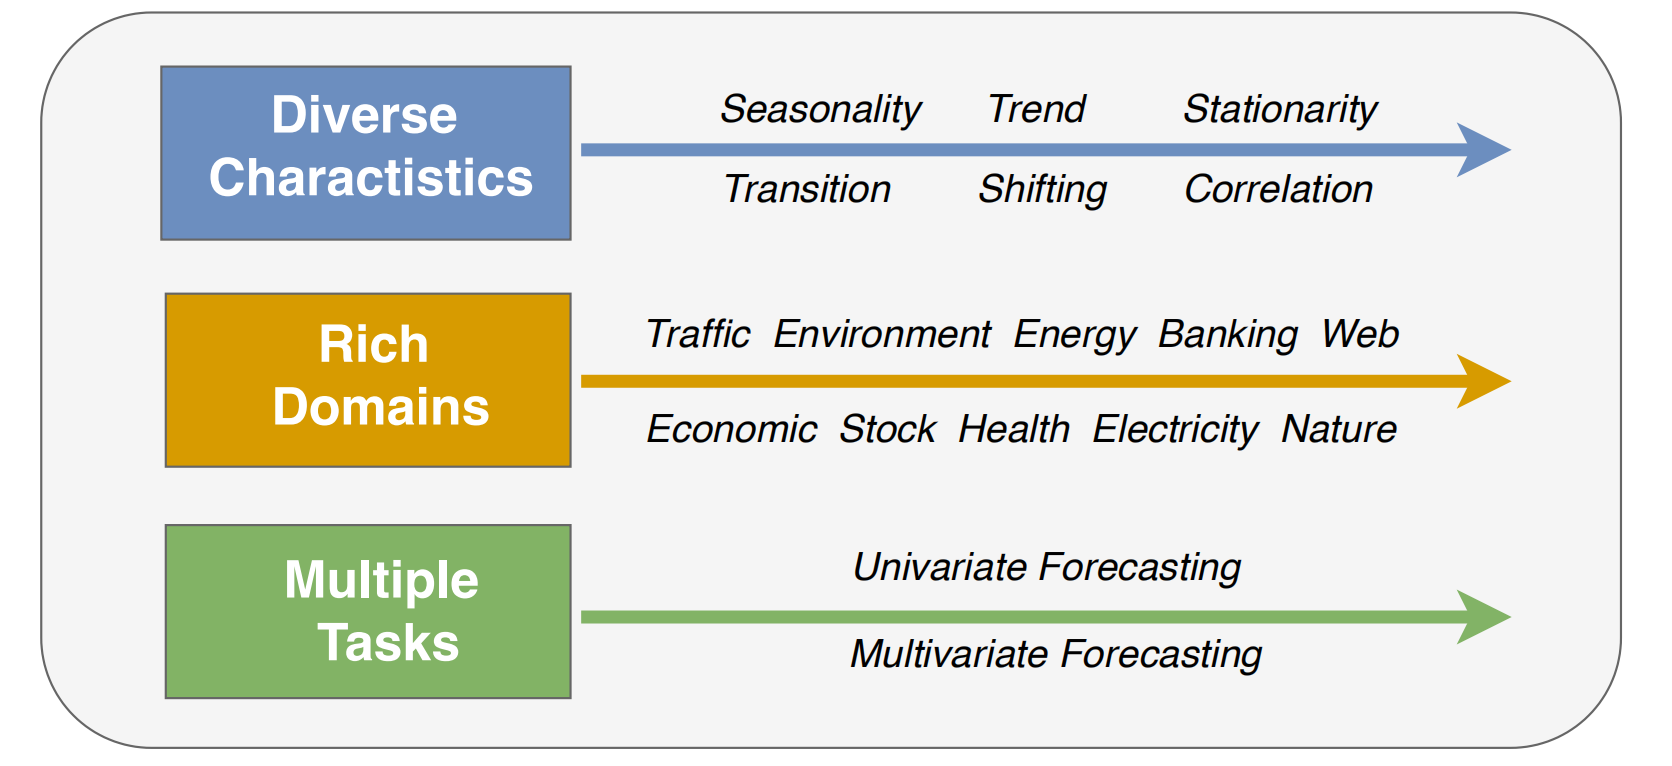 Diverse
Charactistics
Seasonality Trend Stationarity
Transition Shifting Correlation
Rich
Domains
Traffic Environment Energy Banking Web
Economic Stock Health Electricity Nature
Multiple
Tasks
Univariate Forecasting
Multivariate Forecasting